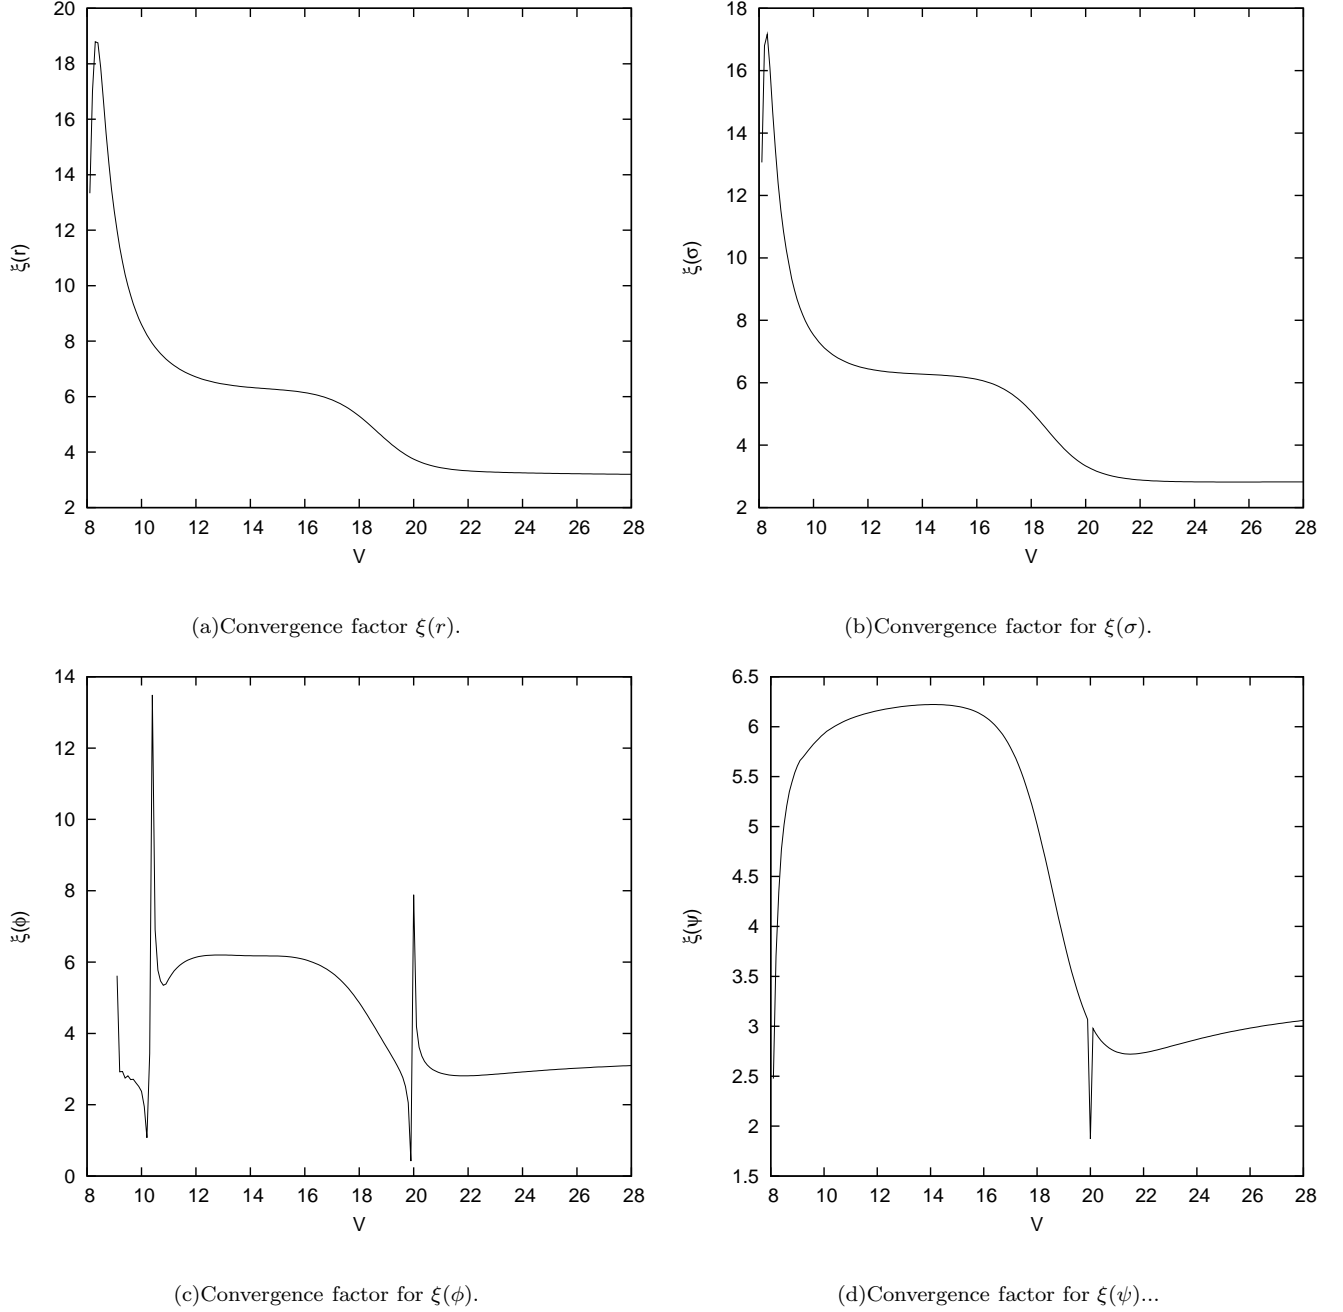 20
18
16
14
12
10
8
6
4
2
ξ(r)
8 10 12 14 16 18 20 22 24 26 28
V
(a)Convergence factor ξ(r).
18
16
14
12
10
8
6
4
2
ξ(σ)
8 10 12 14 16 18 20 22 24 26 28
V
(b)Convergence factor for ξ(σ).
14
12
10
8
6
4
2
0
ξ(ϕ)
8 10 12 14 16 18 20 22 24 26 28
V
(c)Convergence factor for ξ(ϕ).
6.5
6
5.5
5
4.5
4
3.5
3
2.5
2
1.5
ξ(ψ)
8 10 12 14 16 18 20 22 24 26 28
V
(d)Convergence factor for ξ(ψ)...